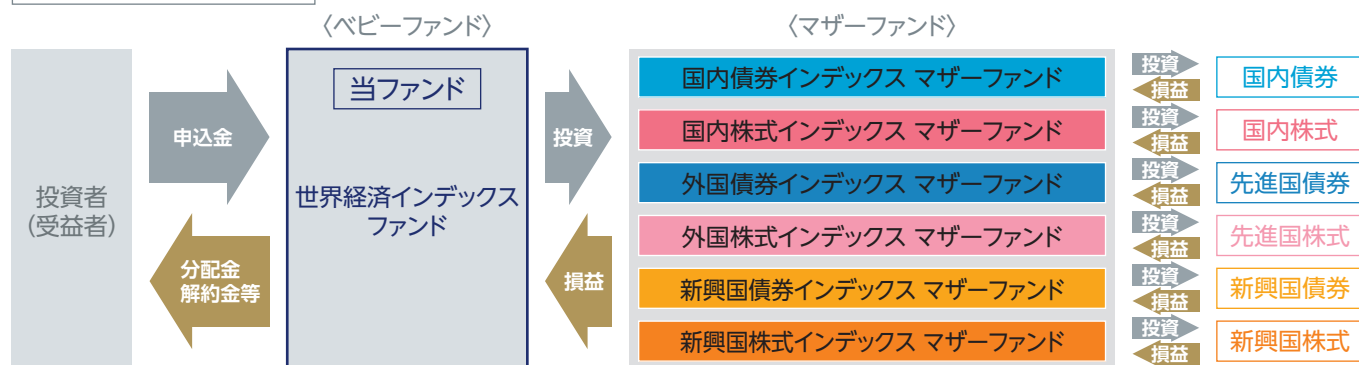 〈ベビーファンド〉
〈マザーファンド〉
投資者
(受益者)
申込金
分配金
解約金等
当ファンド
世界経済インデックス
ファンド
投資
損益
国内債券インデックス マザーファンド
投資
損益
国内債券
国内株式インデックス マザーファンド
投資
損益
国内株式
外国債券インデックス マザーファンド
投資
損益
先進国債券
外国株式インデックス マザーファンド
投資
損益
先進国株式
新興国債券インデックス マザーファンド
投資
損益
新興国債券
新興国株式インデックス マザーファンド
投資
損益
新興国株式